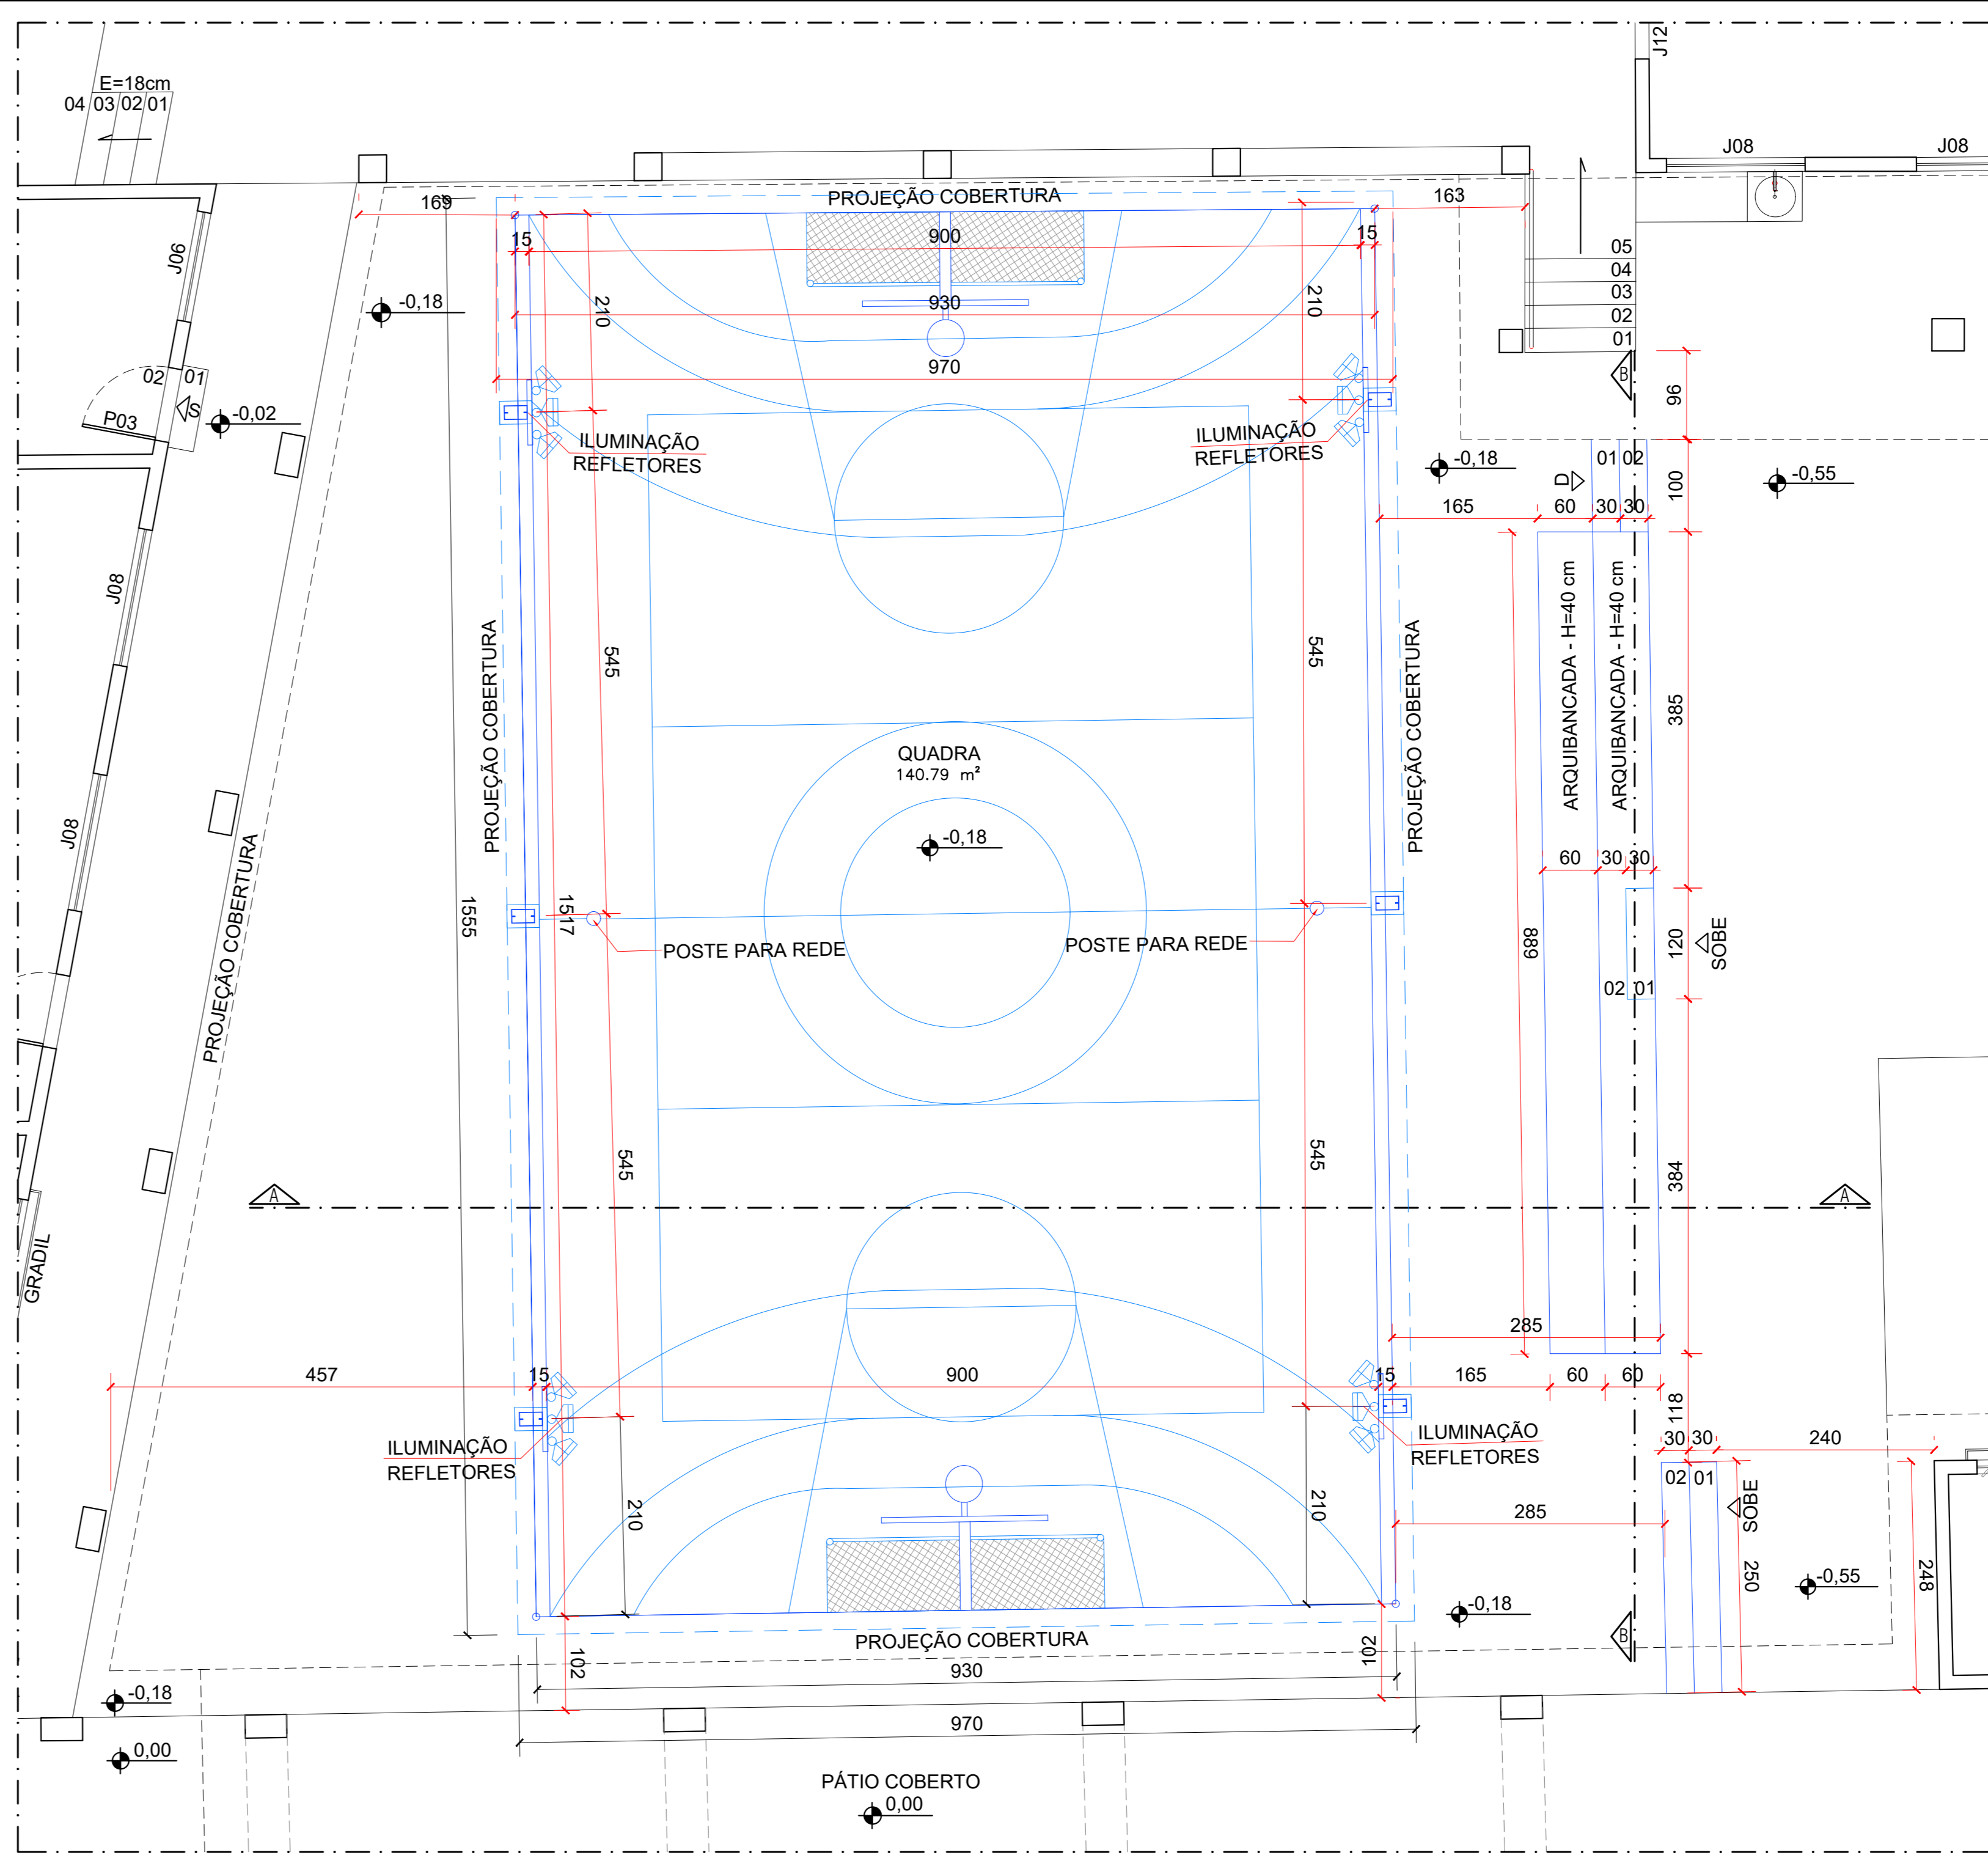 J12
E=18cm
04 03 02 01
J08
J08
PROJEÇÃO COBERTURA
169
163
15
900
15
J06
05
04
03
02
01
-0,18
210
930
210
970
02 01
S
B
96
P03
-0,02
ILUMINAÇÃO
REFLETORES
ILUMINAÇÃO
REFLETORES
-0,18
01 02
D
-0,55
100
165
60
30
30
J08
545
545
PROJEÇÃO COBERTURA
PROJEÇÃO COBERTURA
ARQUIBANCADA - H=40 cm
ARQUIBANCADA - H=40 cm
385
QUADRA
140.79 m²
-0,18
J08
PROJEÇÃO COBERTURA
60
30
30
1555
1517
POSTE PARA REDE
POSTE PARA REDE
889
120
SOBE
02 01
545
545
384
A
A
GRADIL
285
457
15
900
15
165
60
60
118
ILUMINAÇÃO
REFLETORES
ILUMINAÇÃO
REFLETORES
30
30
240
02 01
SOBE
210
210
285
250
248
-0,55
-0,18
B
PROJEÇÃO COBERTURA
102
102
930
-0,18
970
0,00
PÁTIO COBERTO
0,00